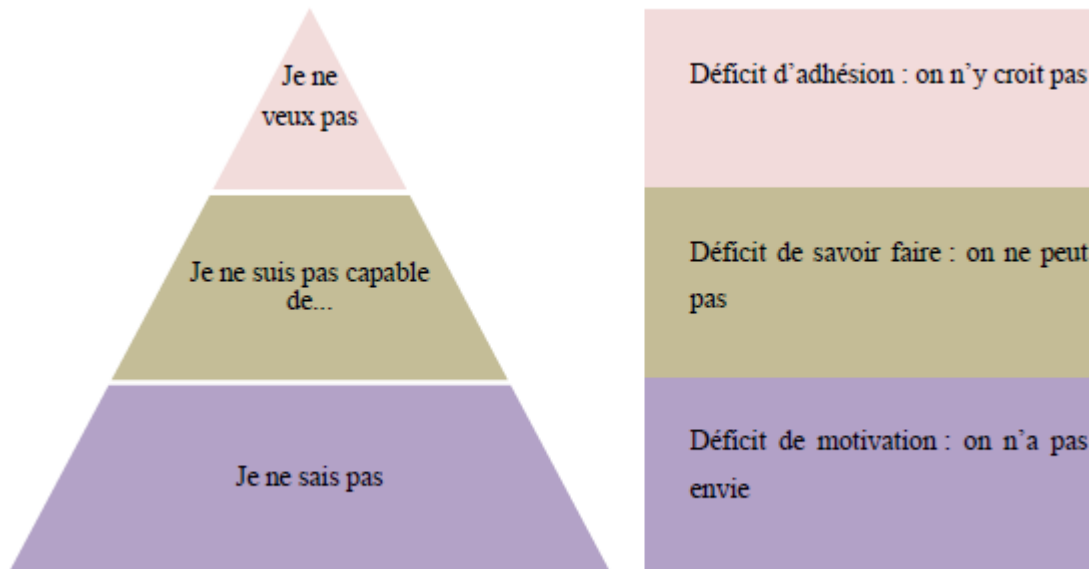 Je ne
veux pas
Déficit d'adhésion : on n'y croit pas
Je ne suis pas capable
de...
Déficit de savoir faire : on ne peut
pas
Je ne sais pas
Déficit de motivation : on n'a pas
envie